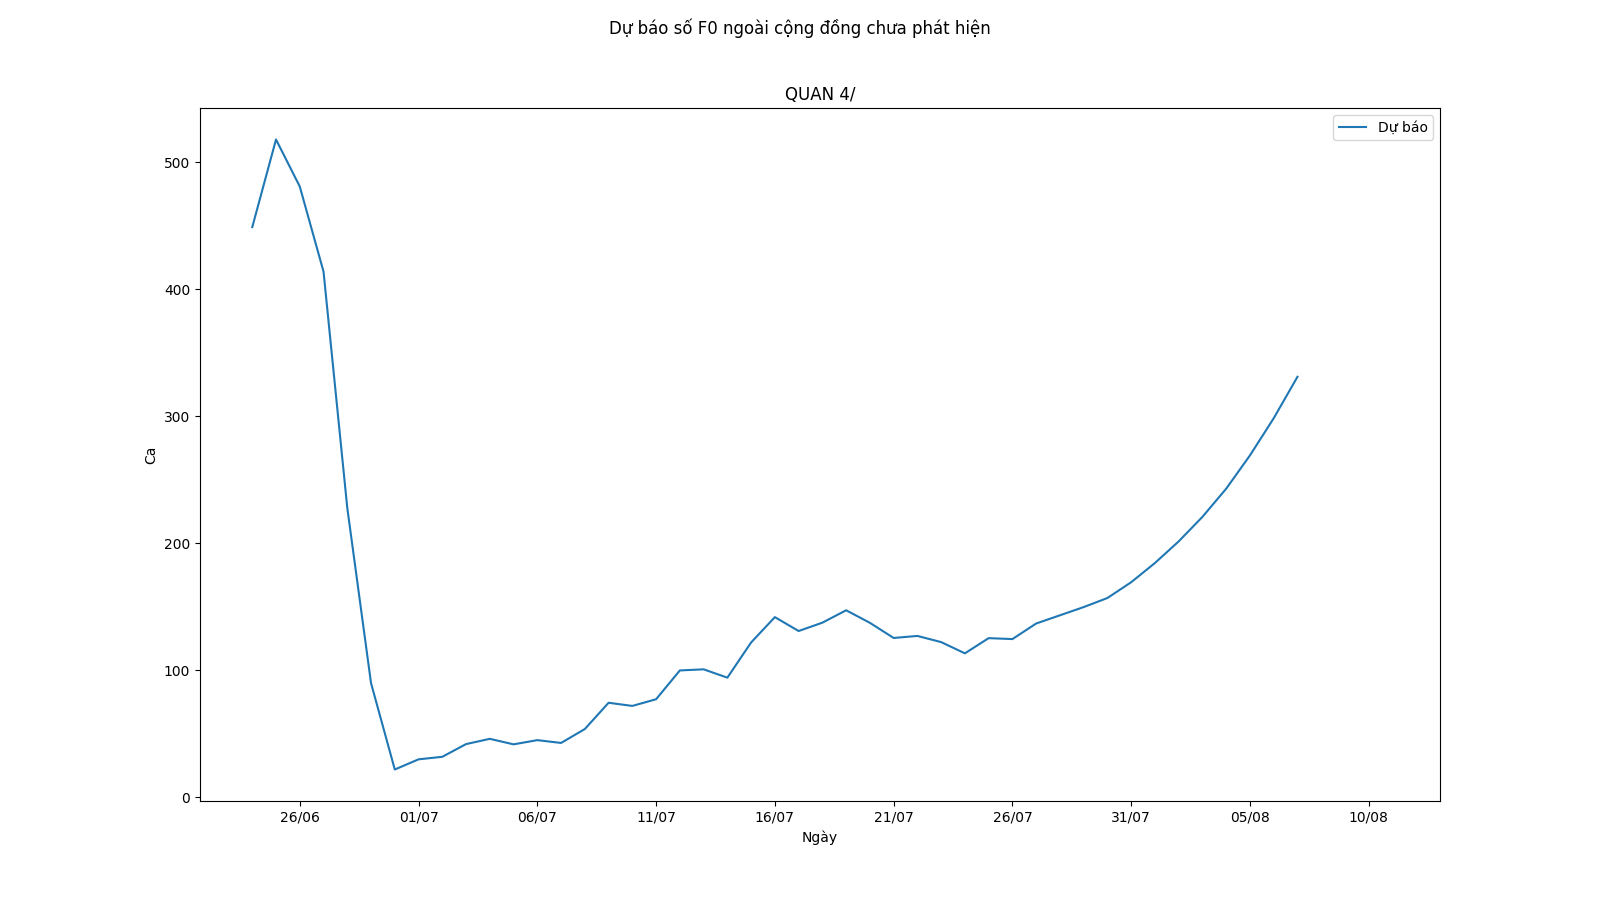 Dự báo số F0 ngoài cộng đồng chưa phát hiện
QUAN 4/
Dự báo
500
400
300
200
100
0
Ca
26/06 01/07 06/07 11/07 16/07 21/07 26/07 31/07 05/08 10/08
Ngày